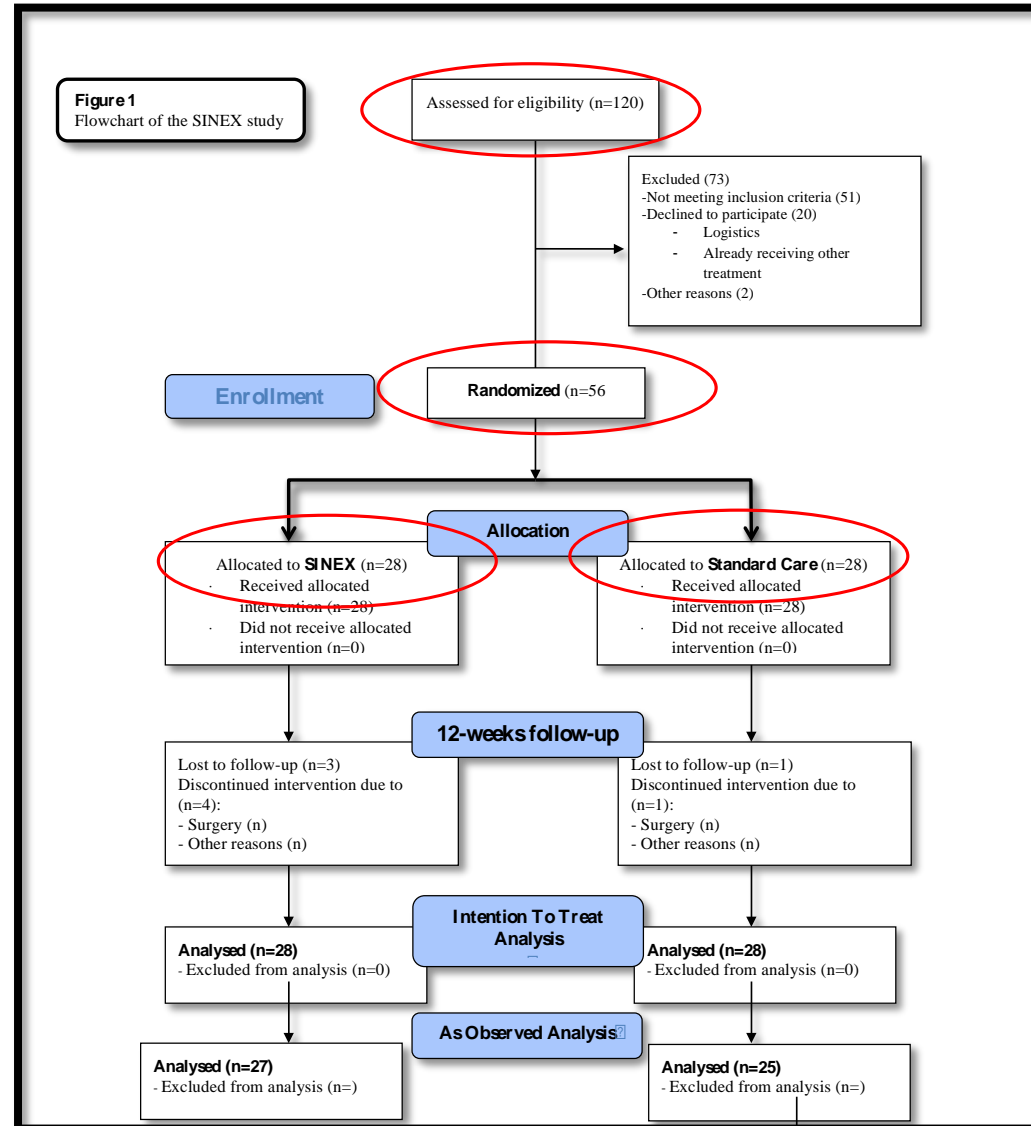 Figure 1
Flowchart of the SINEX study
Assessed for eligibility (n=120)
Excluded (73)
-Not meeting inclusion criteria (51)
-Declined to participate (20)
- Logistics
- Already receiving other
treatment
-Other reasons (2)
Enrollment
Randomized (n=56
Allocation
Allocated to SINEX (n=28)
· Received allocated
intervention (n=28)
· Did not receive allocated
intervention (n=0)
Allocated to Standard Care (n=28)
· Received allocated
intervention (n=28)
· Did not receive allocated
intervention (n=0)
12-weeks follow-up
Lost to follow-up (n=3)
Discontinued intervention due to
(n=4):
- Surgery (n)
- Other reasons (n)
Lost to follow-up (n=1)
Discontinued intervention due to
(n=1):
- Surgery (n)
- Other reasons (n)
Intention To Treat
Analysis
Analysed (n=28)
- Excluded from analysis (n=0)
Analysed (n=28)
- Excluded from analysis (n=0)
As Observed Analysis
Analysed (n=27)
- Excluded from analysis (n=)
Analysed (n=25)
- Excluded from analysis (n=)